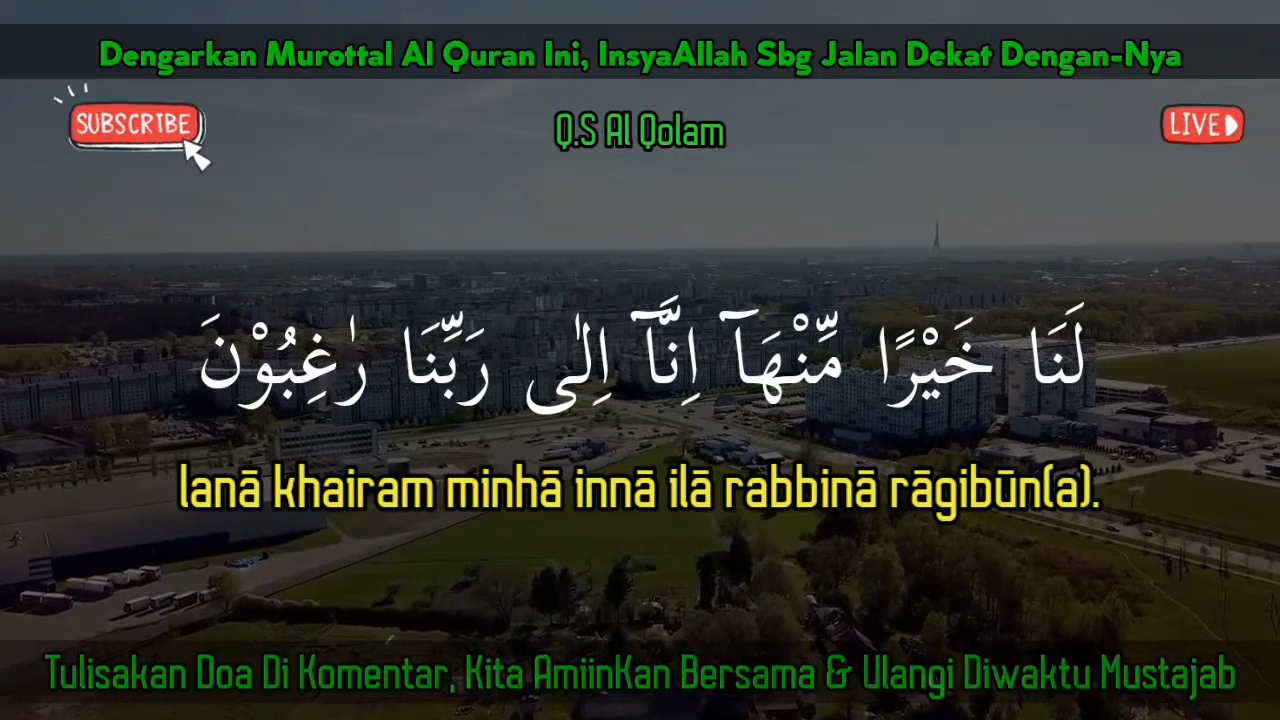 Dengarkan Murottal Al Quran Ini, InsyaAllah Sbg Jalan Dekat Dengan-Nya
SUBSCRIBE
Q.S Al Qolam
LIVE
لَنَا خَيْرًا مِّنْهَآ اِنَّآ اِلٰى رَبِّنَا رٰغِبُوْنَ
lanā khairam minhā innā ilā rabbinā rāgibūn(a).
Tulisakan Doa Di Komentar, Kita AmiinKan Bersama & Ulangi Diwaktu Mustajab